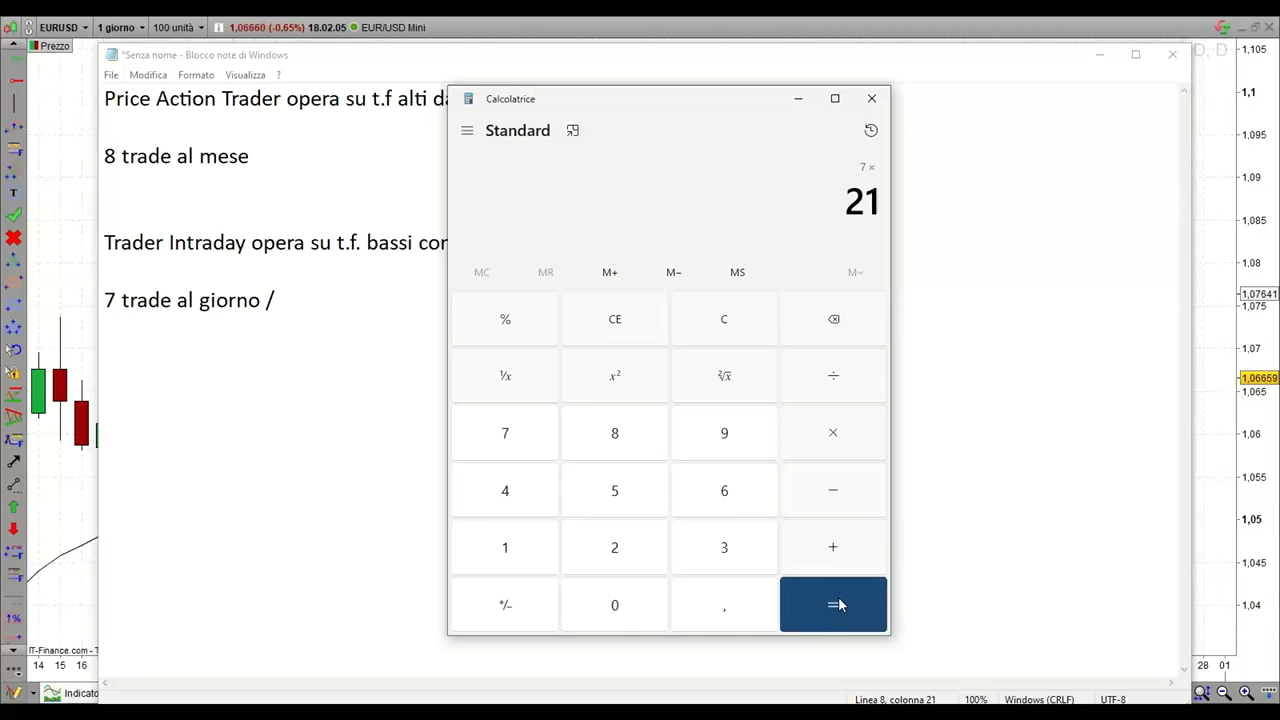 EURUSD 1 giorno 100 unità 1,06660 (-0,65%) 18.02.05 EUR/USD Mini
Prezzo
*Senza nome - Blocco note di Windows
File Modifica Formato Visualizza ?
Price Action Trader opera su t.f alti da
8 trade al mese
Trader Intraday opera su t.f. bassi con
7 trade al giorno /
Calcolatrice
Standard
7 ×
21
MC MR M+ M− MS M
% CE C
¹/x x² ²√x ÷
7 8 9 ×
4 5 6 −
1 2 3 +
+/− 0 , =
D, D
1,105
1,1
1,095
1,09
1,085
1,08
1,07641
1,075
1,07
1,06659
1,065
1,06
1,055
1,05
1,045
1,04
IT-Finance.com - T
14 15 16 28 01
Indicato
Linea 8, colonna 21 100% Windows (CRLF) UTF-8